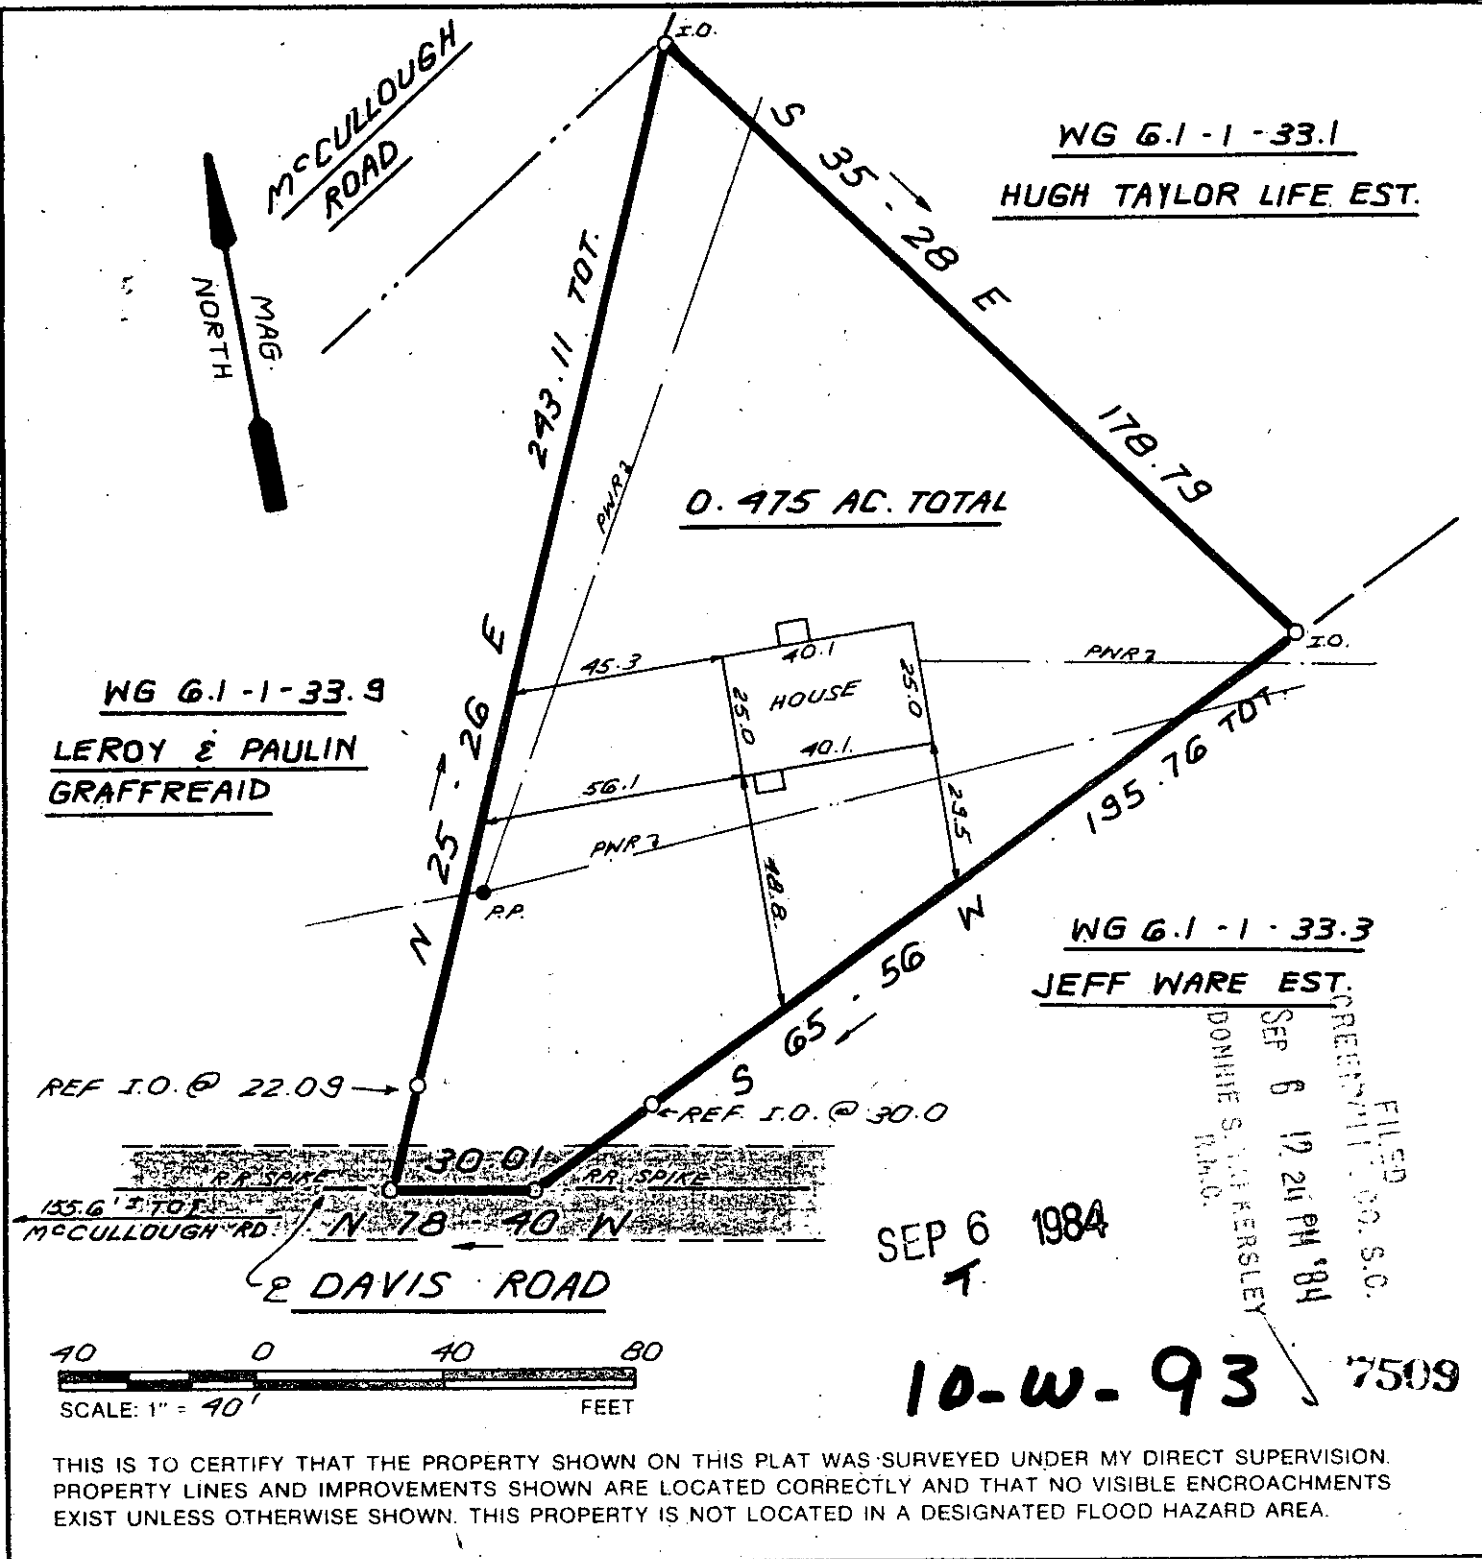 I.O.
McCULLOUGH
ROAD
WG 6.1 - 1 - 33.1
HUGH TAYLOR LIFE EST.
MAG.
NORTH
S 35 - 28 E
178.79
243.11 TOT.
PWR
0.475 AC. TOTAL
N 25 - 26 E
WG 6.1 - 1 - 33.9
LEROY & PAULIN
GRAFFREAID
45.3
40.1
25.0
HOUSE
25.0
40.1
56.1
PWR
I.O.
PWR
29.5
48.8
P.P.
195.76 TOT.
S 65 - 56 W
WG 6.1 - 1 - 33.3
JEFF WARE EST.
REF I.O. @ 22.09
REF. I.O. @ 30.0
30.01
R.R. SPIKE
R.R. SPIKE
155.6' ± TO
McCULLOUGH RD.
N 78 - 40 W
DAVIS ROAD
FILED
GREENVILLE CO. S.C.
SEP 6 12 24 PM '84
DONNIE S. TANKERSLEY
R.M.C.
SEP 6 1984
40 0 40 80
SCALE: 1" = 40' FEET
10-W-93
7509
THIS IS TO CERTIFY THAT THE PROPERTY SHOWN ON THIS PLAT WAS SURVEYED UNDER MY DIRECT SUPERVISION.
PROPERTY LINES AND IMPROVEMENTS SHOWN ARE LOCATED CORRECTLY AND THAT NO VISIBLE ENCROACHMENTS
EXIST UNLESS OTHERWISE SHOWN. THIS PROPERTY IS NOT LOCATED IN A DESIGNATED FLOOD HAZARD AREA.